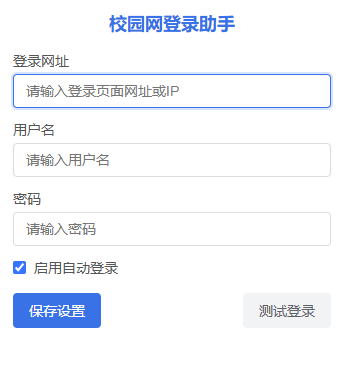 校园网登录助手
登录网址
请输入登录页面网址或IP
用户名
请输入用户名
密码
请输入密码
启用自动登录
保存设置
测试登录